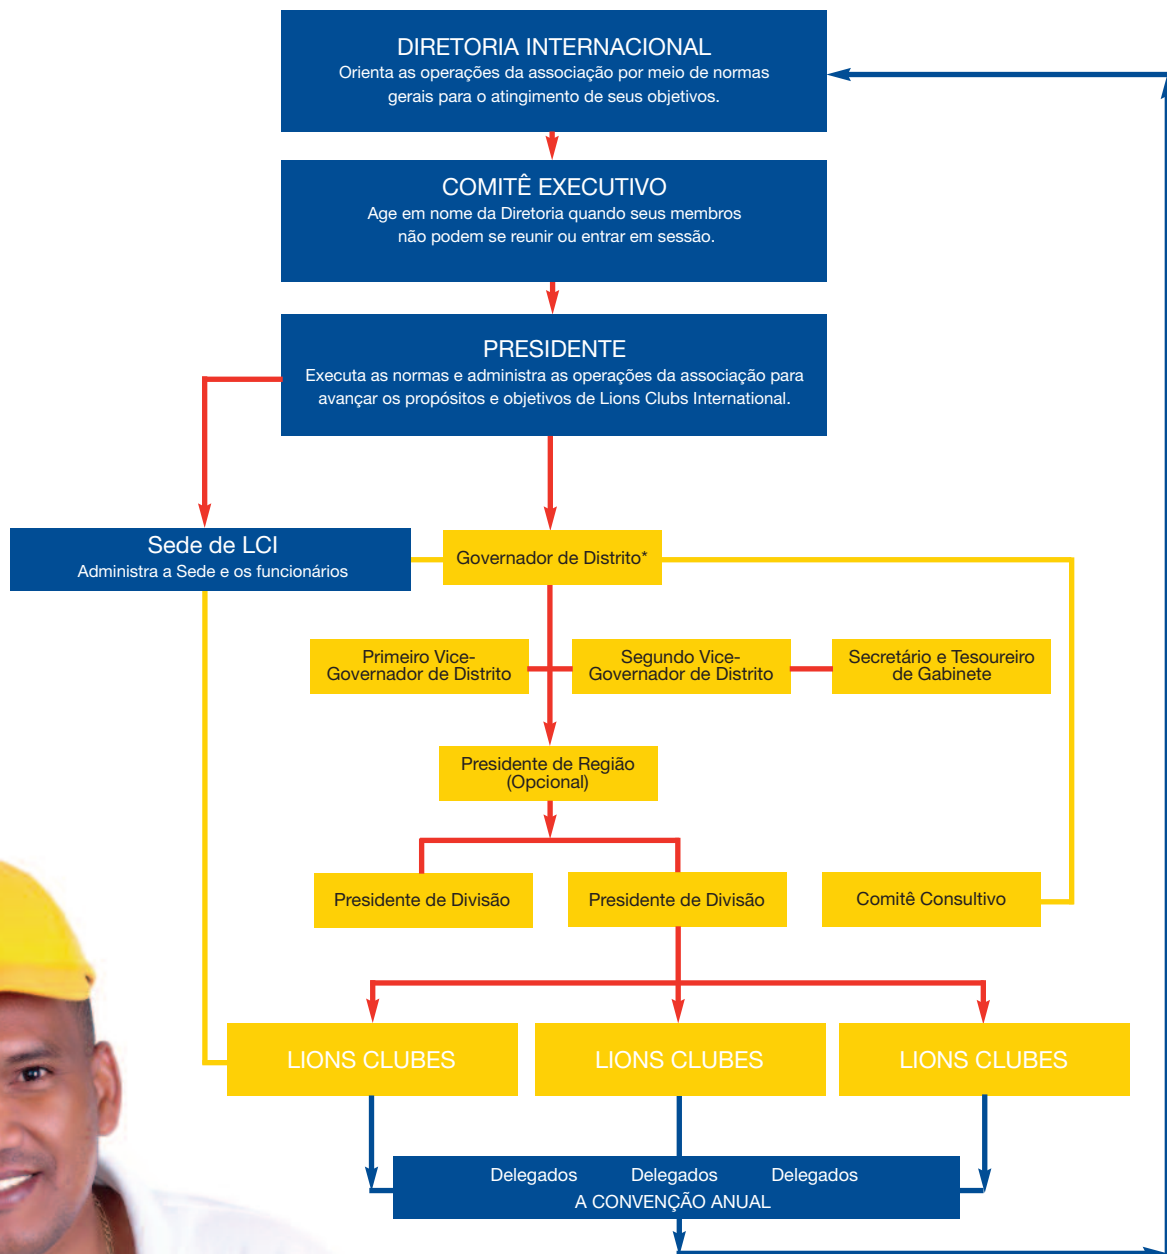 DIRETORIA INTERNACIONAL
Orienta as operações da associação por meio de normas
gerais para o atingimento de seus objetivos.
COMITÊ EXECUTIVO
Age em nome da Diretoria quando seus membros
não podem se reunir ou entrar em sessão.
PRESIDENTE
Executa as normas e administra as operações da associação para
avançar os propósitos e objetivos de Lions Clubs International.
Sede de LCI
Administra a Sede e os funcionários
Governador de Distrito*
Primeiro Vice-
Governador de Distrito
Segundo Vice-
Governador de Distrito
Secretário e Tesoureiro
de Gabinete
Presidente de Região
(Opcional)
Presidente de Divisão
Presidente de Divisão
Comitê Consultivo
LIONS CLUBES
LIONS CLUBES
LIONS CLUBES
Delegados Delegados Delegados
A CONVENÇÃO ANUAL